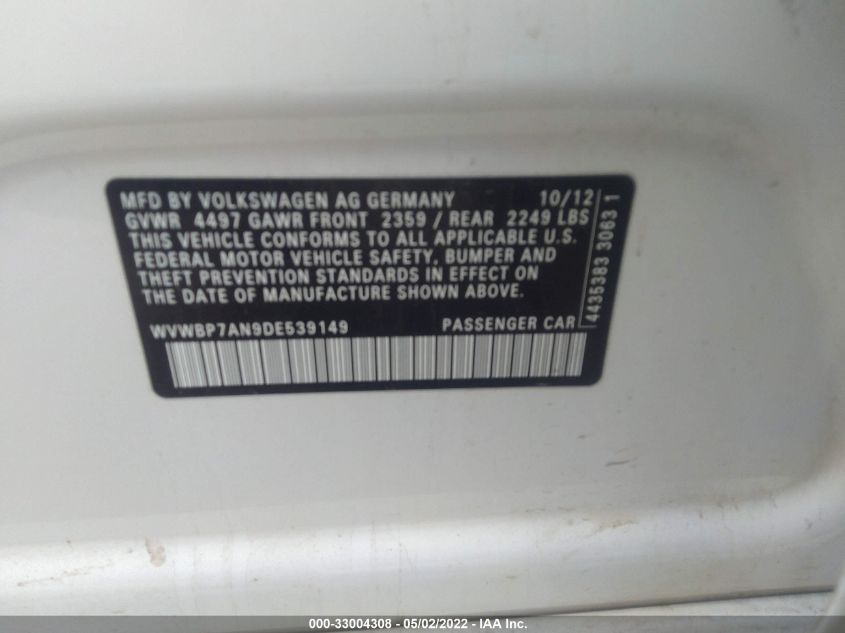 MFD BY VOLKSWAGEN AG GERMANY 10/12
GVWR 4497 GAWR FRONT 2359 / REAR 2249 LBS
THIS VEHICLE CONFORMS TO ALL APPLICABLE U.S.
FEDERAL MOTOR VEHICLE SAFETY, BUMPER AND
THEFT PREVENTION STANDARDS IN EFFECT ON
THE DATE OF MANUFACTURE SHOWN ABOVE.
WVWBP7AN9DE539149 PASSENGER CAR
4435383 3063 1
000-33004308 - 05/02/2022 - IAA Inc.